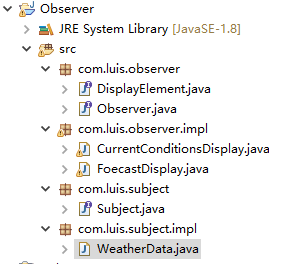 Observer
JRE System Library [JavaSE-1.8]
src
com.luis.observer
DisplayElement.java
Observer.java
com.luis.observer.impl
CurrentConditionsDisplay.java
FoecastDisplay.java
com.luis.subject
Subject.java
com.luis.subject.impl
WeatherData.java